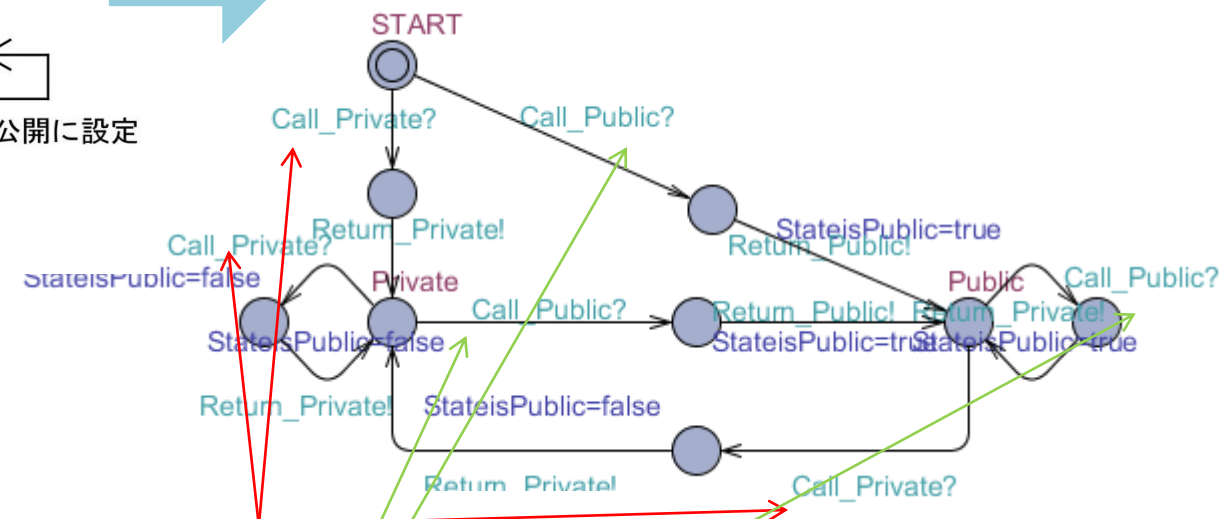 START
Call_Private?
Call_Public?
公開に設定
Return_Private!
StateisPublic=true
Call_Private?
Return_Public!
StateisPublic=false
Private
Public
Call_Public?
Call_Public?
Return_Public!
Return_Private!
StateisPublic=false
StateisPublic=true
StateisPublic=true
Return_Private!
StateisPublic=false
Return_Private!
Call_Private?